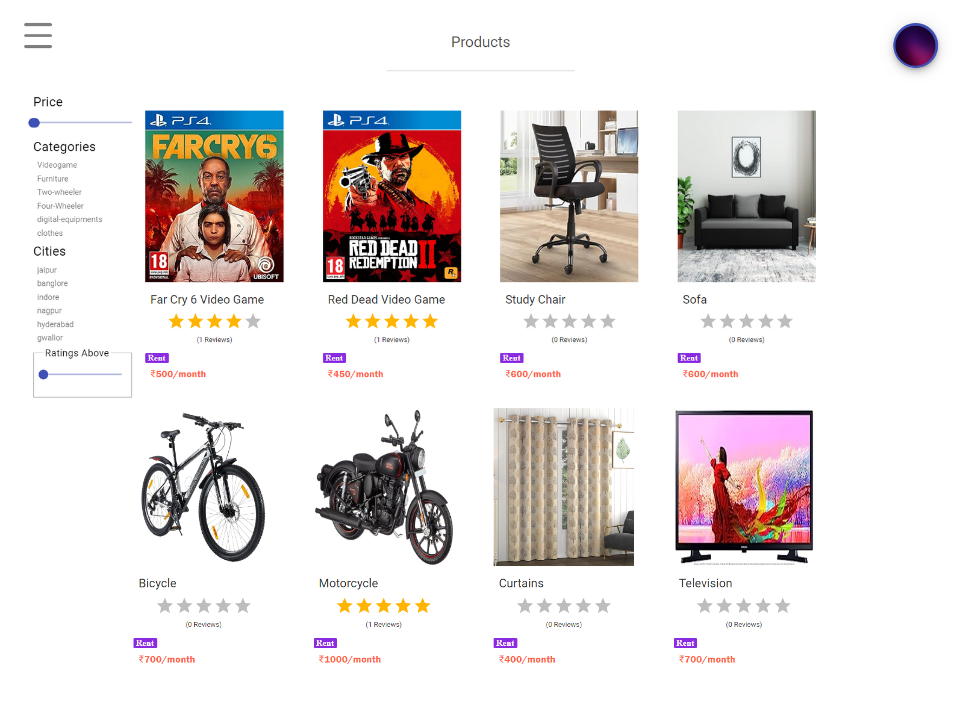 Products
Price
Categories
Videogame
Furniture
Two-wheeler
Four-Wheeler
digital-equipments
clothes
Cities
jaipur
banglore
indore
nagpur
hyderabad
gwalior
Ratings Above
PS4
FARCRY6
18
UBISOFT
Far Cry 6 Video Game
(1 Reviews)
Rent
₹500/month
PS4
RED DEAD
REDEMPTION II
18
R
Red Dead Video Game
(1 Reviews)
Rent
₹450/month
Study Chair
(0 Reviews)
Rent
₹600/month
Sofa
(0 Reviews)
Rent
₹600/month
Bicycle
(0 Reviews)
Rent
₹700/month
Motorcycle
(1 Reviews)
Rent
₹1000/month
Curtains
(0 Reviews)
Rent
₹400/month
Television
(0 Reviews)
Rent
₹700/month